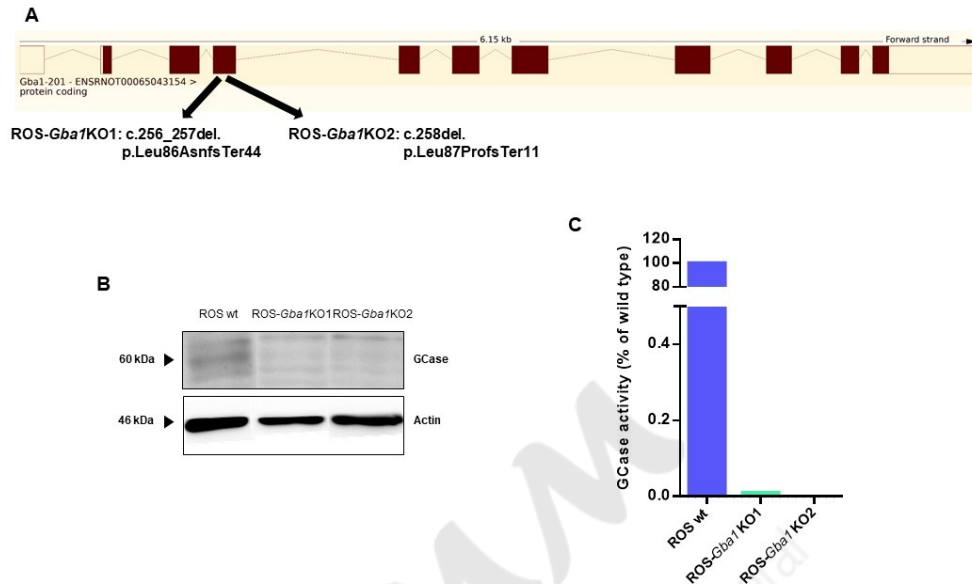 A
6.15 kb
Forward strand
Gba1-201 - ENSRNOT00065043154 >
protein coding
ROS-Gba1KO1: c.256_257del.
p.Leu86AsnfsTer44
ROS-Gba1KO2: c.258del.
p.Leu87ProfsTer11
B
ROS wt ROS-Gba1KO1 ROS-Gba1KO2
60 kDa
GCase
46 kDa
Actin
C
GCase activity (% of wild type)
120
100
80
0.4
0.2
0.0
ROS wt
ROS-Gba1KO1
ROS-Gba1KO2